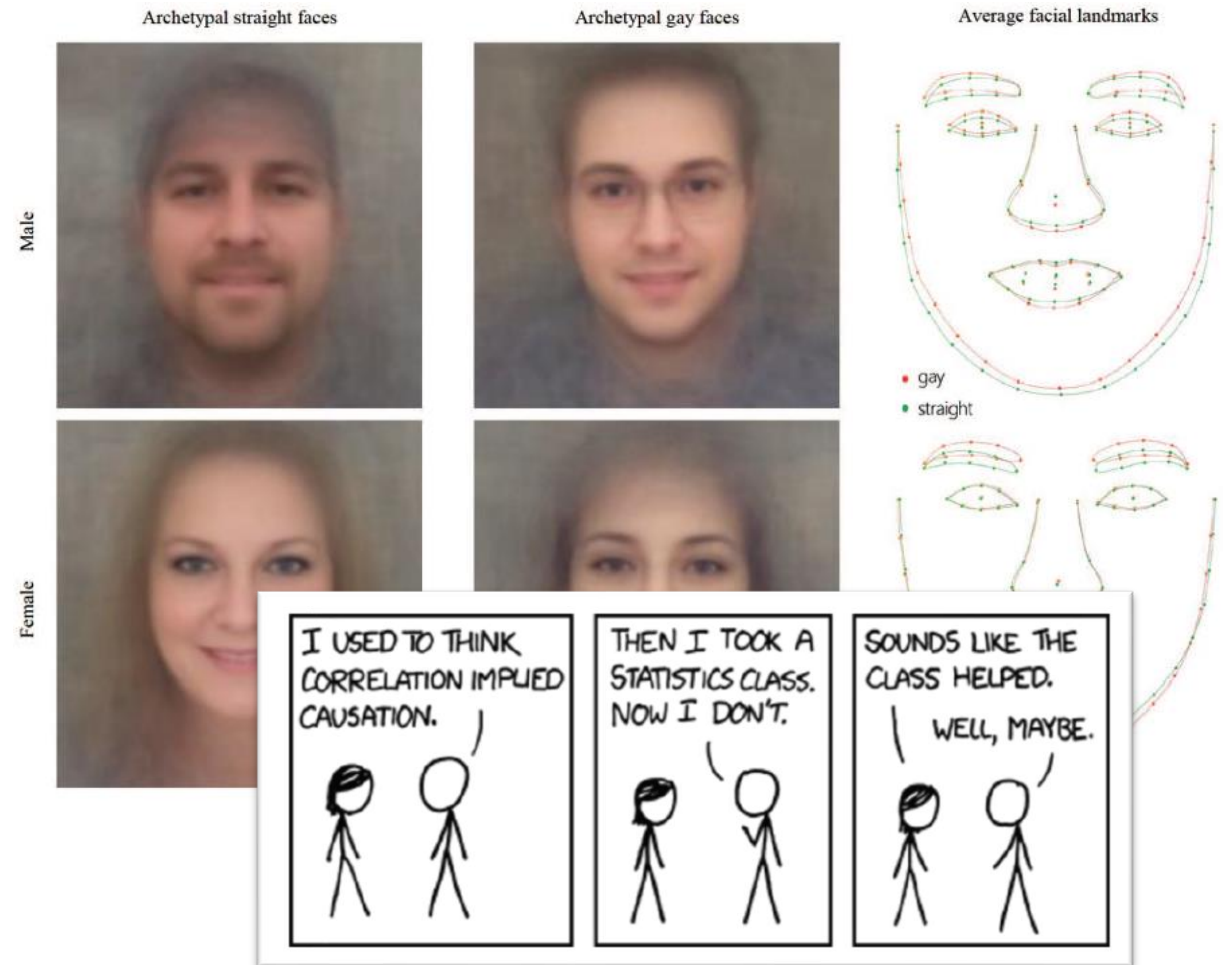 Archetypal straight faces
Archetypal gay faces
Average facial landmarks
Male
gay
straight
Female
I USED TO THINK
CORRELATION IMPLIED
CAUSATION.
THEN I TOOK A
STATISTICS CLASS.
NOW I DON'T.
SOUNDS LIKE THE
CLASS HELPED.
WELL, MAYBE.